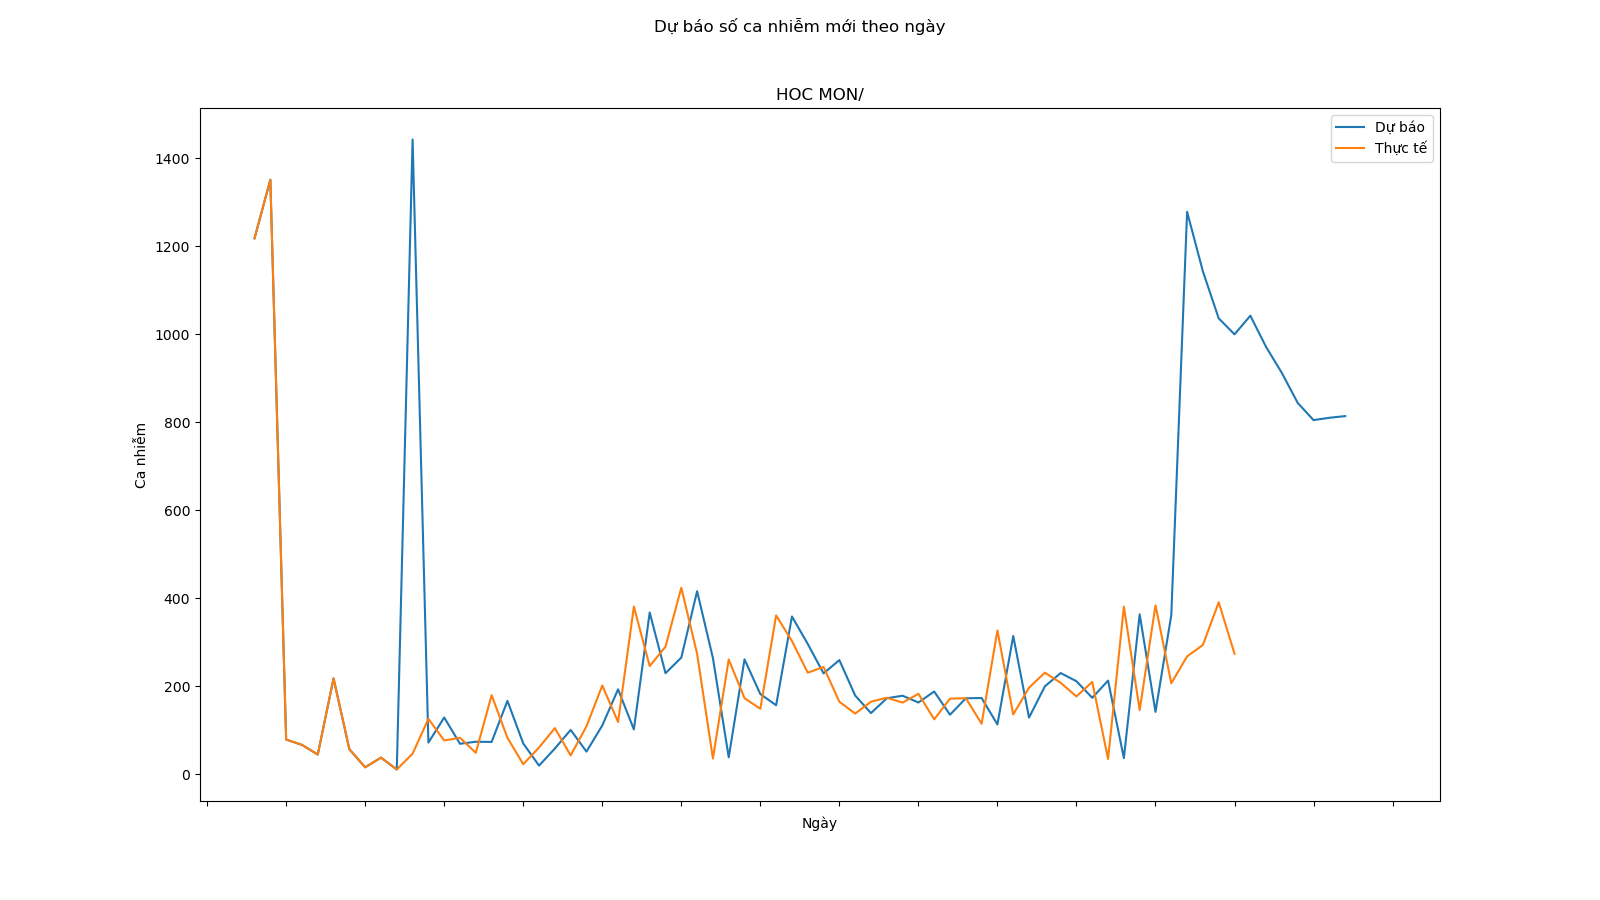 Dự báo số ca nhiễm mới theo ngày
HOC MON/
Dự báo
Thực tế
1400
1200
1000
800
600
400
200
0
Ca nhiễm
Ngày